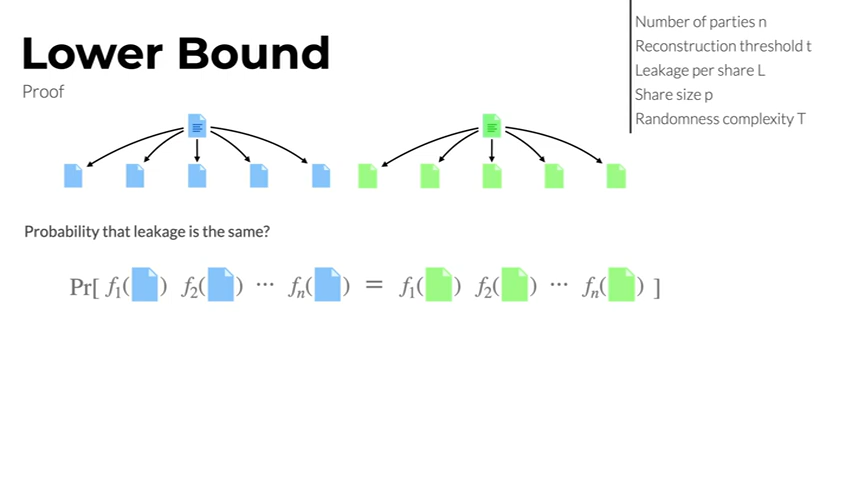 Lower Bound
Proof
Number of parties n
Reconstruction threshold t
Leakage per share L
Share size p
Randomness complexity T
Probability that leakage is the same?
Pr[ f₁( ) f₂( ) ⋯ fₙ( ) = f₁( ) f₂( ) ⋯ fₙ( ) ]